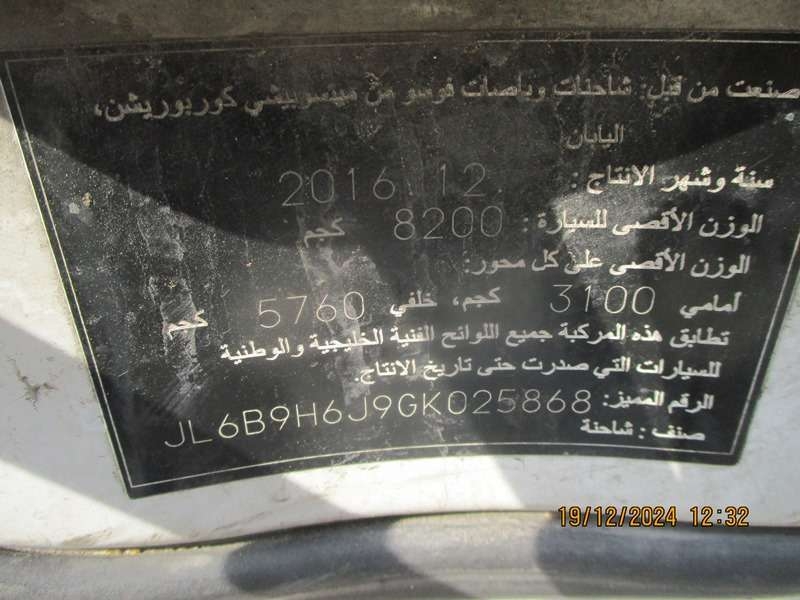 صنعت من قبل: شاحنات وباصات فوسو من ميتسوبيشي كوربوريشن،
اليابان
سنة وشهر الانتاج : 2016.12
الوزن الأقصى للسيارة : 8200 كجم
الوزن الأقصى على كل محور:
امامي 3100 كجم، خلفي 5760 كجم
تطابق هذه المركبة جميع اللوائح الفنية الخليجية والوطنية
للسيارات التي صدرت حتى تاريخ الانتاج.
الرقم المميز: JL6B9H6J9GK025868
صنف : شاحنة
19/12/2024 12:32